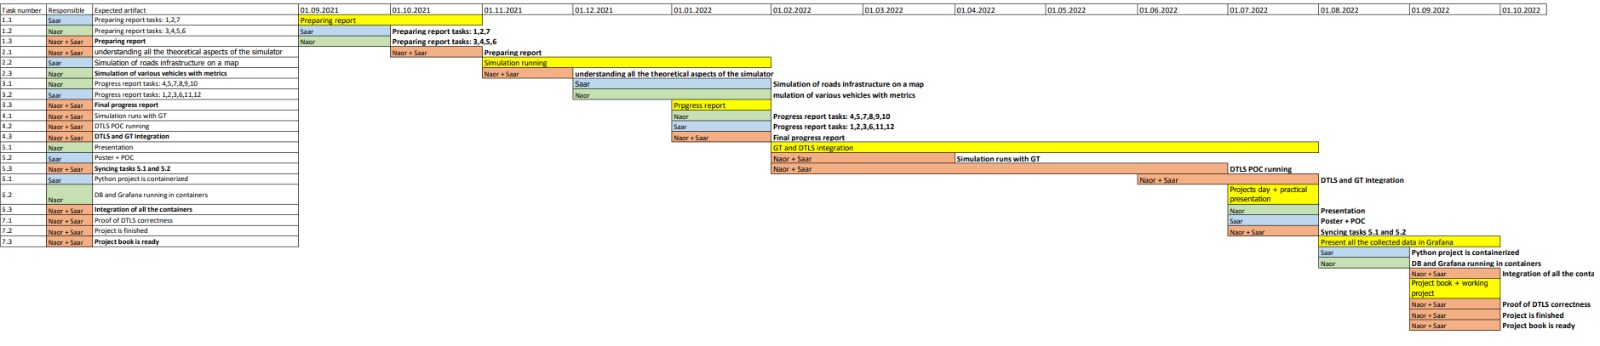 Task number Responsible Expected artifact 01.09.2021 01.10.2021 01.11.2021 01.12.2021 01.01.2022 01.02.2022 01.03.2022 01.04.2022 01.05.2022 01.06.2022 01.07.2022 01.08.2022 01.09.2022 01.10.2022
1.1 Saar Preparing report tasks: 1,2,7 Preparing report
1.2 Naor Preparing report tasks: 3,4,5,6 Saar Preparing report tasks: 1,2,7
1.3 Naor + Saar Preparing report Naor Preparing report tasks: 3,4,5,6
2.1 Naor + Saar understanding all the theoretical aspects of the simulator Naor + Saar Preparing report
2.2 Saar Simulation of roads infrastructure on a map Simulation running
2.3 Naor Simulation of various vehicles with metrics Naor + Saar understanding all the theoretical aspects of the simulator
3.1 Naor Progress report tasks: 4,5,7,8,9,10 Saar Simulation of roads infrastructure on a map
3.2 Saar Progress report tasks: 1,2,3,6,11,12 Naor mulation of various vehicles with metrics
3.3 Naor + Saar Final progress report Prpgress report
4.1 Naor + Saar Simulation runs with GT Naor Progress report tasks: 4,5,7,8,9,10
4.2 Naor + Saar DTLS POC running Saar Progress report tasks: 1,2,3,6,11,12
4.3 Naor + Saar DTLS and GT Integration Naor + Saar Final progress report
5.1 Naor Presentation GT and DTLS integration
5.2 Saar Poster + POC Naor + Saar Simulation runs with GT
5.3 Naor + Saar Syncing tasks 5.1 and 5.2 Naor + Saar DTLS POC running
5.1 Saar Python project is containerized Naor + Saar DTLS and GT Integration
5.2 Naor DB and Grafana running in containers Projects day + practical
presentation
5.3 Naor + Saar Integration of all the containers Naor Presentation
7.1 Naor + Saar Proof of DTLS correctness Saar Poster + POC
7.2 Naor + Saar Project is finished Naor + Saar Syncing tasks 5.1 and 5.2
7.3 Naor + Saar Project book is ready Present all the collected data in Grafana
Saar Python project is containerized
Naor DB and Grafana running in containers
Naor + Saar Integration of all the conta
Project book + working
project
Naor + Saar Proof of DTLS correctness
Naor + Saar Project is finished
Naor + Saar Project book is ready